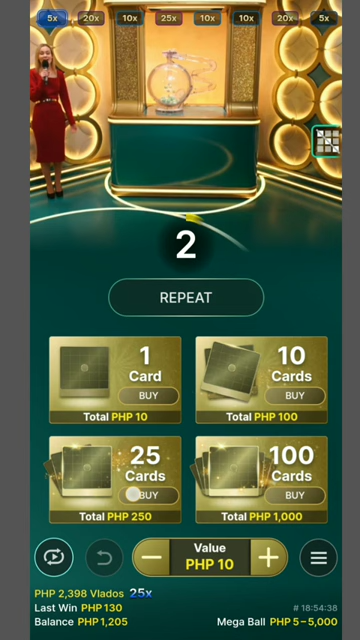 5x 20x 10x 25x 10x 10x 20x 5x
2
REPEAT
1
Card
BUY
Total PHP 10
10
Cards
BUY
Total PHP 100
25
Cards
BUY
Total PHP 250
100
Cards
BUY
Total PHP 1,000
Value
PHP 10
PHP 2,398 Vlados 25x
Last Win PHP 130
Balance PHP 1,205
# 18:54:38
Mega Ball PHP 5 – 5,000